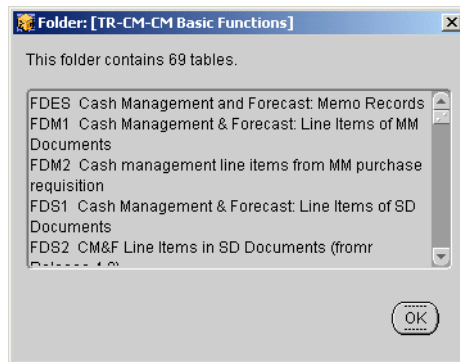 Folder: [TR-CM-CM Basic Functions]
This folder contains 69 tables.
FDES Cash Management and Forecast: Memo Records
FDM1 Cash Management & Forecast: Line Items of MM
Documents
FDM2 Cash management line items from MM purchase
requisition
FDS1 Cash Management & Forecast: Line Items of SD
Documents
FDS2 CM&F Line Items in SD Documents (fromr
OK